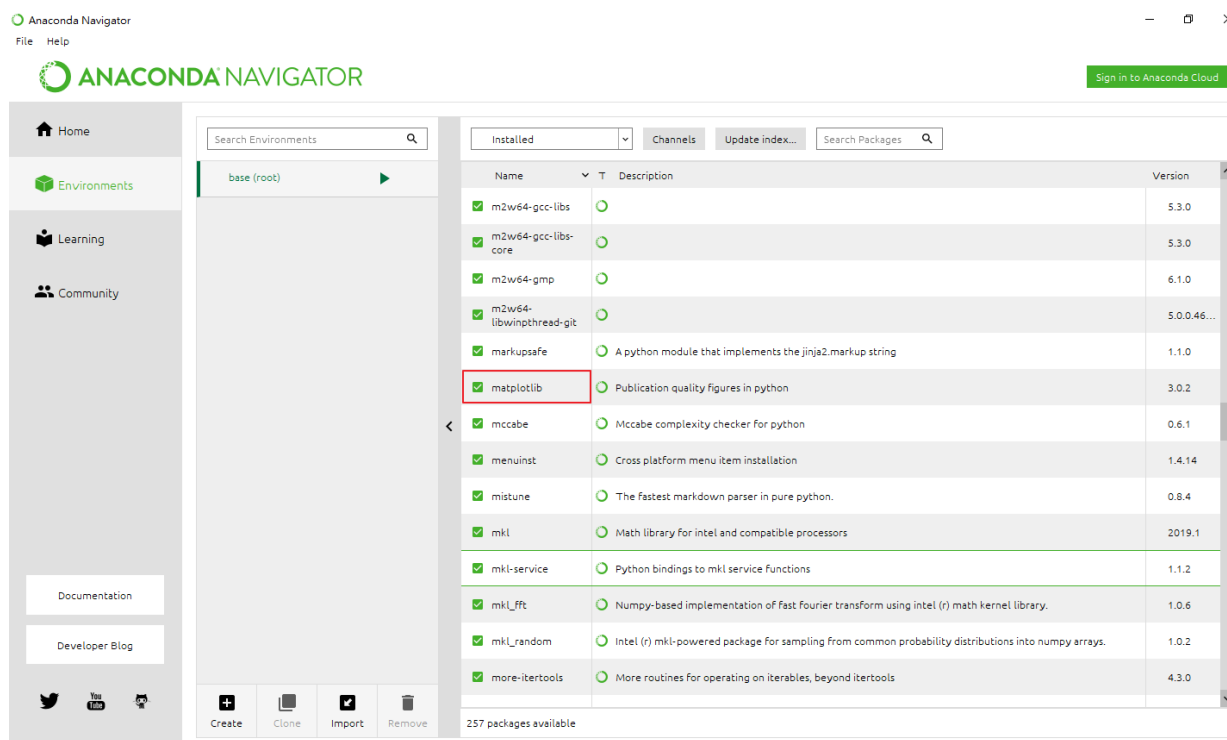 Anaconda Navigator
File Help
ANACONDA NAVIGATOR
Sign in to Anaconda Cloud
Home
Environments
Learning
Community
Documentation
Developer Blog
You
Tube
Search Environments
base (root)
Create Clone Import Remove
Installed Channels Update index... Search Packages
Name T Description Version
m2w64-gcc-libs 5.3.0
m2w64-gcc-libs-
core 5.3.0
m2w64-gmp 6.1.0
m2w64-
libwinpthread-git 5.0.0.46...
markupsafe A python module that implements the jinja2.markup string 1.1.0
matplotlib Publication quality figures in python 3.0.2
mccabe Mccabe complexity checker for python 0.6.1
menuinst Cross platform menu item installation 1.4.14
mistune The fastest markdown parser in pure python. 0.8.4
mkl Math library for intel and compatible processors 2019.1
mkl-service Python bindings to mkl service functions 1.1.2
mkl_fft Numpy-based implementation of fast fourier transform using intel (r) math kernel library. 1.0.6
mkl_random Intel (r) mkl-powered package for sampling from common probability distributions into numpy arrays. 1.0.2
more-itertools More routines for operating on iterables, beyond itertools 4.3.0
257 packages available